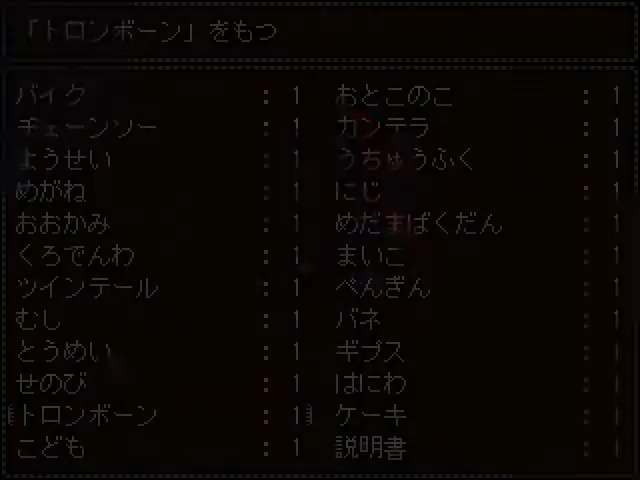 「トロンボーン」をもつ
バイク : 1 おとこのこ : 1
チェーンソー : 1 カンテラ : 1
ようせい : 1 うちゅうふく : 1
めがね : 1 にじ : 1
おおかみ : 1 めだまばくだん : 1
くろでんわ : 1 まいこ : 1
ツインテール : 1 ぺんぎん : 1
むし : 1 バネ : 1
とうめい : 1 ギプス : 1
せのび : 1 はにわ : 1
トロンボーン : 1 ケーキ : 1
こども : 1 説明書 : 1